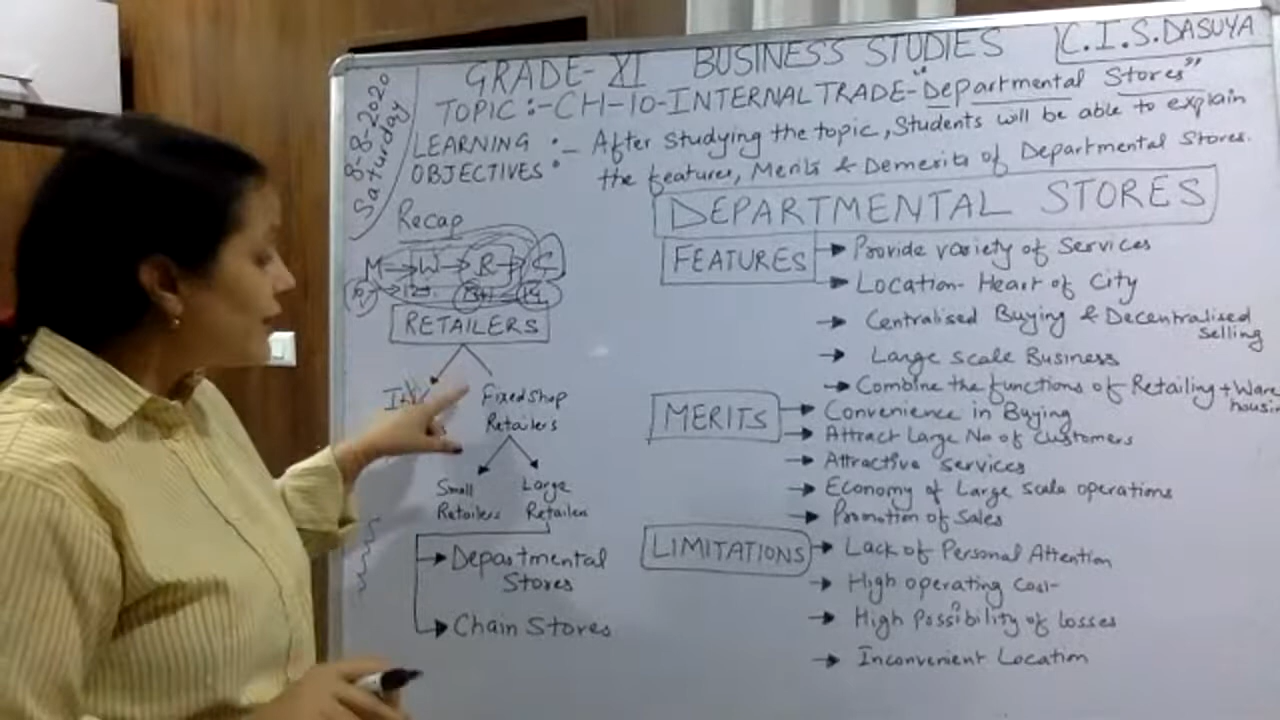 8-8-2020
Saturday
GRADE-XI BUSINESS STUDIES C.I.S.DASUYA
TOPIC :- CH-10-INTERNAL TRADE-"Departmental Stores"
LEARNING OBJECTIVES :- After studying the topic, Students will be able to explain
the features, Merits & Demerits of Departmental Stores.
Recap
M → W → R → C
RETAILERS
Fixed Shop
Retailers
Small
Retailers
Large
Retailers
Departmental
Stores
Chain Stores
DEPARTMENTAL STORES
FEATURES → Provide variety of Services
→ Location- Heart of City
→ Centralised Buying & Decentralised
Selling
→ Large scale Business
→ Combine the functions of Retailing + Ware
MERITS → Convenience in Buying
→ Attract Large No of Customers
→ Attractive services
→ Economy of Large scale operations
→ Promotion of Sales
LIMITATIONS → Lack of Personal Attention
→ High operating Cost
→ High Possibility of losses
→ Inconvenient Location